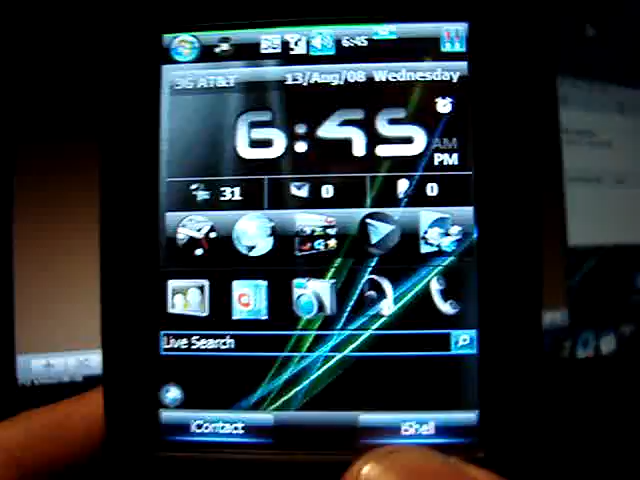 6:45
3G AT&T 13/Aug/08 Wednesday
6:45 AM PM
31 0 0
Live Search
iContact iShell